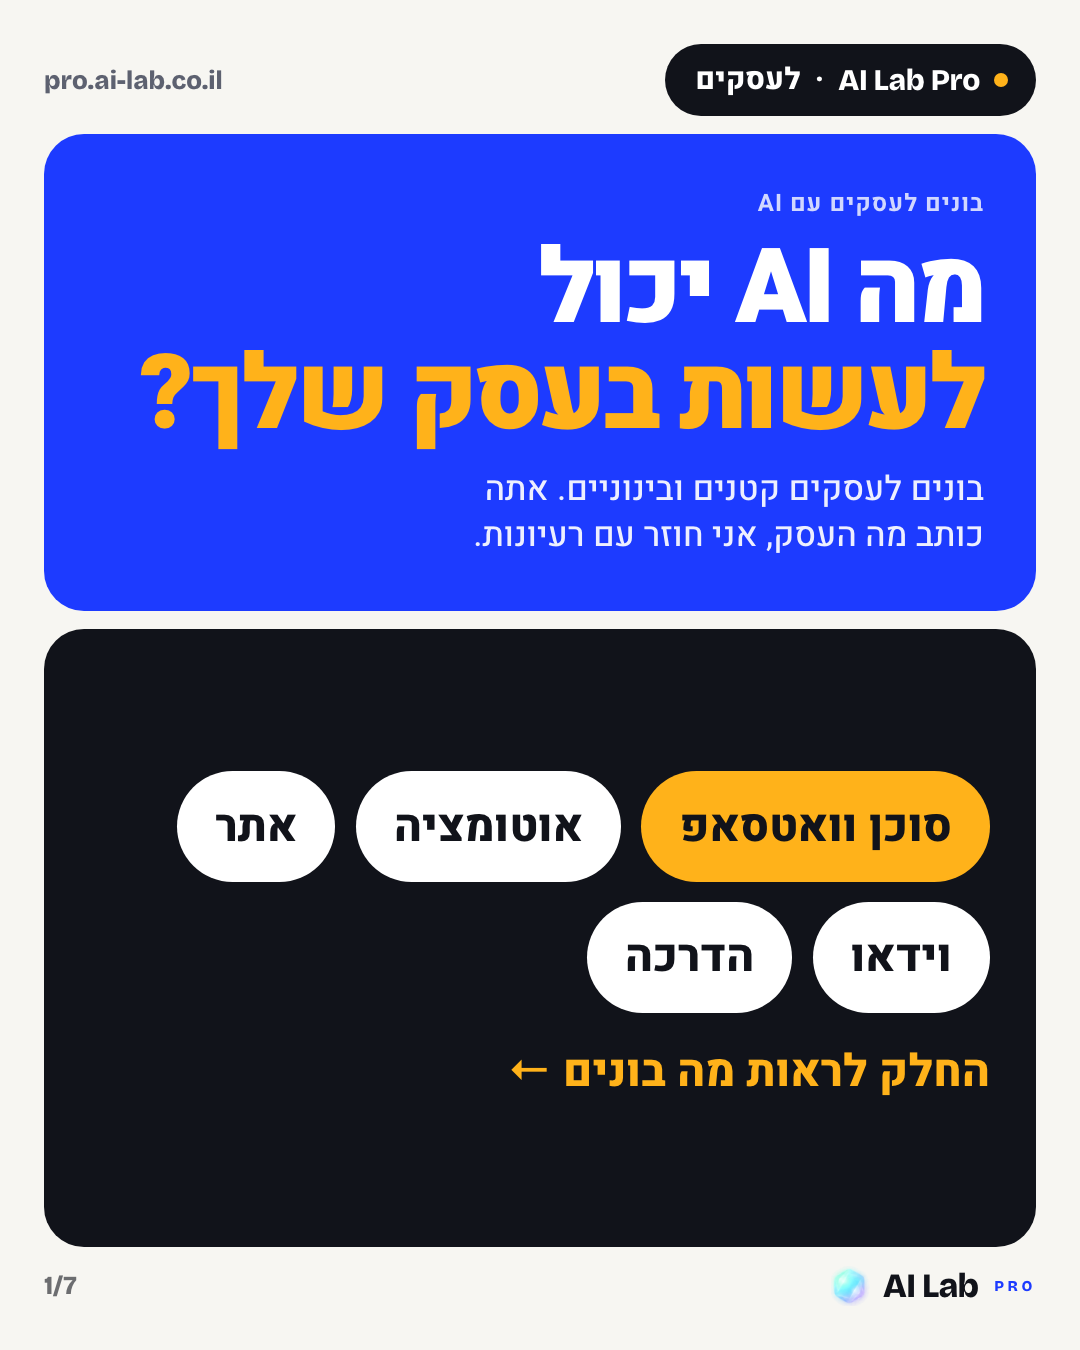 AI Lab Pro · לעסקים
pro.ai-lab.co.il
בונים לעסקים עם AI
מה AI יכול
לעשות בעסק שלך?
בונים לעסקים קטנים ובינוניים. אתה
כותב מה העסק, אני חוזר עם רעיונות.
סוכן וואטסאפ
אוטומציה
אתר
וידאו
הדרכה
החלק לראות מה בונים ←
AI Lab PRO
1/7